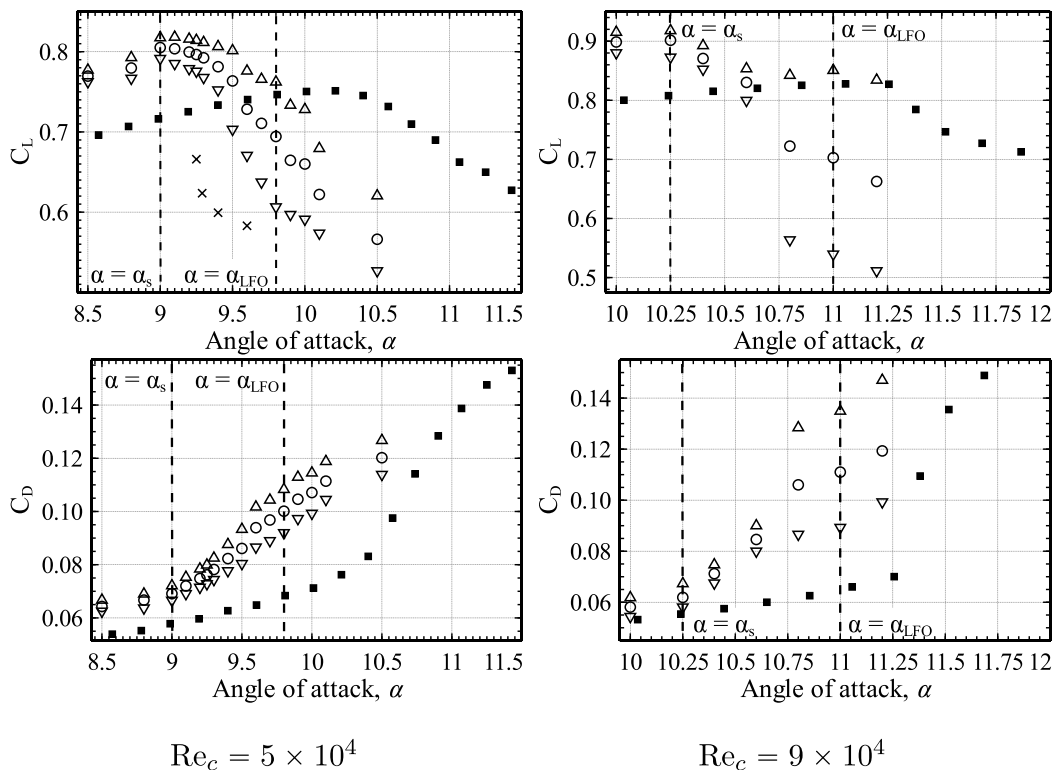 0.8
0.7
0.6
C_L
α = α_s
α = α_LFO
8.5 9 9.5 10 10.5 11 11.5
Angle of attack, α
0.9
0.8
0.7
0.6
0.5
C_L
α = α_s
α = α_LFO
10 10.25 10.5 10.75 11 11.25 11.5 11.75 12
Angle of attack, α
0.14
0.12
0.10
0.08
0.06
C_D
α = α_s
α = α_LFO
8.5 9 9.5 10 10.5 11 11.5
Angle of attack, α
0.14
0.12
0.10
0.08
0.06
C_D
α = α_s
α = α_LFO
10 10.25 10.5 10.75 11 11.25 11.5 11.75 12
Angle of attack, α
Re_c = 5 × 10^4
Re_c = 9 × 10^4